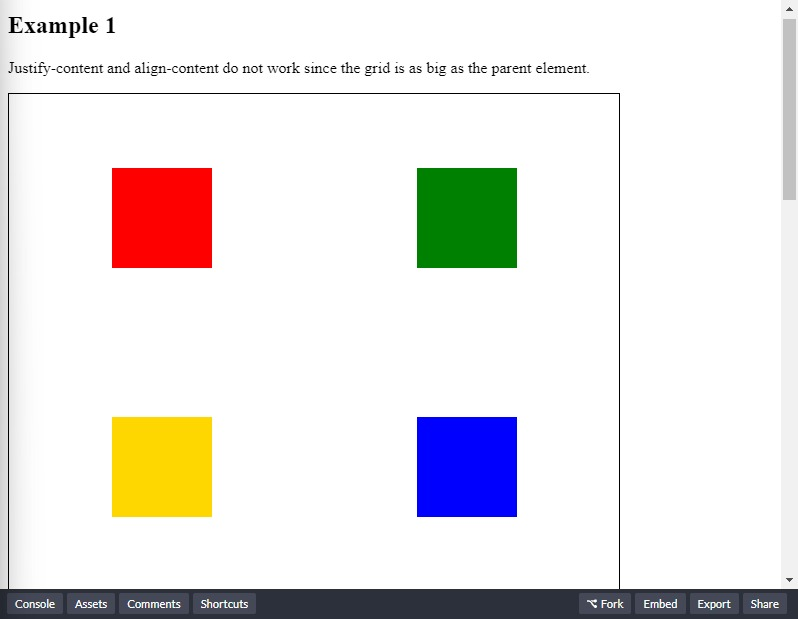 Example 1
Justify-content and align-content do not work since the grid is as big as the parent element.
Console Assets Comments Shortcuts Fork Embed Export Share